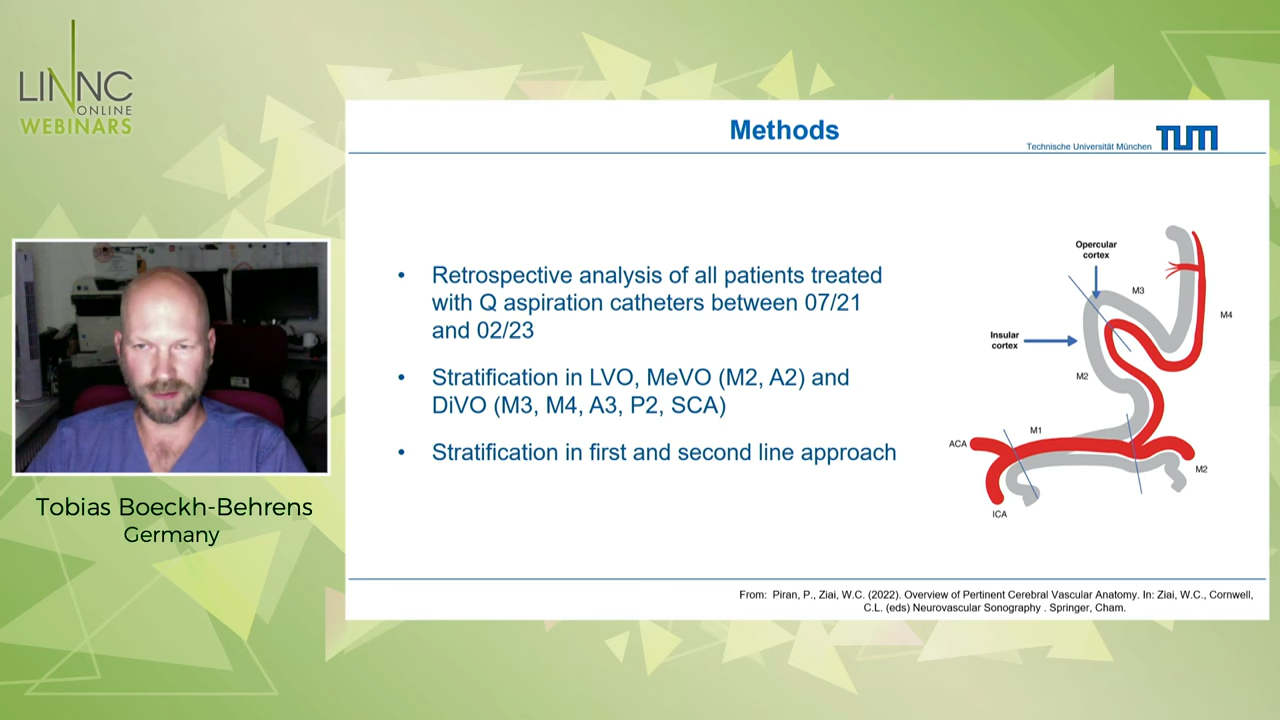 LINNC
ONLINE
WEBINARS
Tobias Boeckh-Behrens
Germany
Methods
Technische Universität München
TUM
• Retrospective analysis of all patients treated
with Q aspiration catheters between 07/21
and 02/23
• Stratification in LVO, MeVO (M2, A2) and
DiVO (M3, M4, A3, P2, SCA)
• Stratification in first and second line approach
Opercular
cortex
M3
M4
Insular
cortex
M2
M1
ACA
M2
ICA
From: Piran, P., Ziai, W.C. (2022). Overview of Pertinent Cerebral Vascular Anatomy. In: Ziai, W.C., Cornwell,
C.L. (eds) Neurovascular Sonography . Springer, Cham.